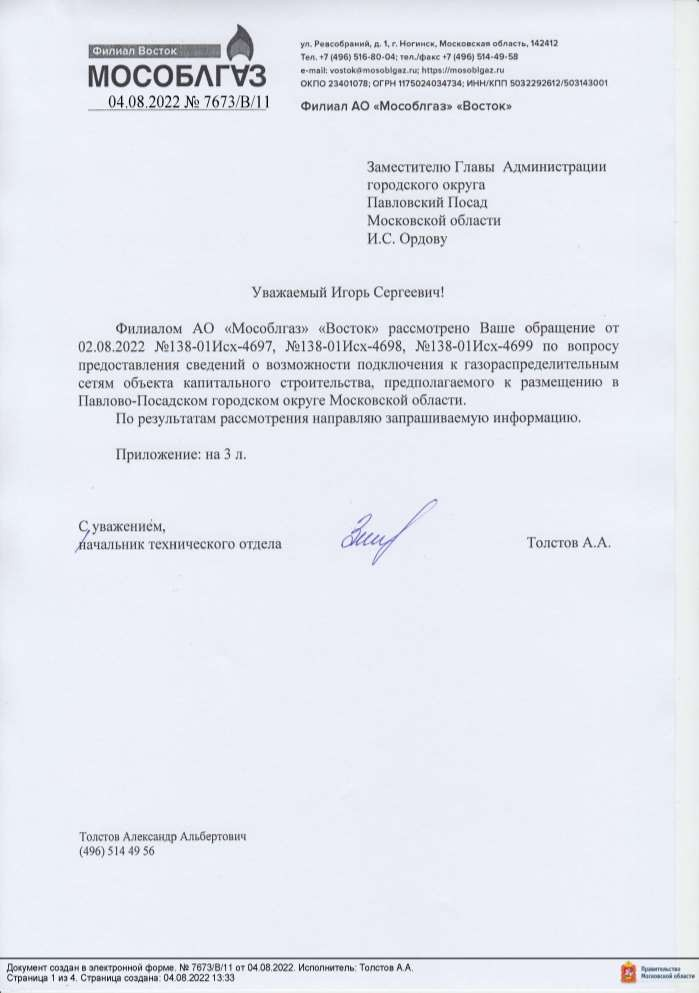 Филиал Восток
МОСОБЛГАЗ
04.08.2022 № 7673/В/11
ул. Ревсобраний, д. 1, г. Ногинск, Московская область, 142412
Тел. +7 (496) 516-80-04; тел./факс +7 (496) 514-49-58
e-mail: vostok@mosoblgaz.ru; https://mosoblgaz.ru
ОКПО 23401078; ОГРН 1175024034734; ИНН/КПП 5032292612/503143001
Филиал АО «Мособлгаз» «Восток»
Заместителю Главы Администрации
городского округа
Павловский Посад
Московской области
И.С. Ордову
Уважаемый Игорь Сергеевич!
Филиалом АО «Мособлгаз» «Восток» рассмотрено Ваше обращение от
02.08.2022 №138-01Исх-4697, №138-01Исх-4698, №138-01Исх-4699 по вопросу
предоставления сведений о возможности подключения к газораспределительным
сетям объекта капитального строительства, предполагаемого к размещению в
Павлово-Посадском городском округе Московской области.
По результатам рассмотрения направляю запрашиваемую информацию.
Приложение: на 3 л.
С уважением,
начальник технического отдела
Толстов А.А.
Толстов Александр Альбертович
(496) 514 49 56
Документ создан в электронной форме. № 7673/В/11 от 04.08.2022. Исполнитель: Толстов А.А.
Страница 1 из 4. Страница создана: 04.08.2022 13:33
Правительство
Московской области